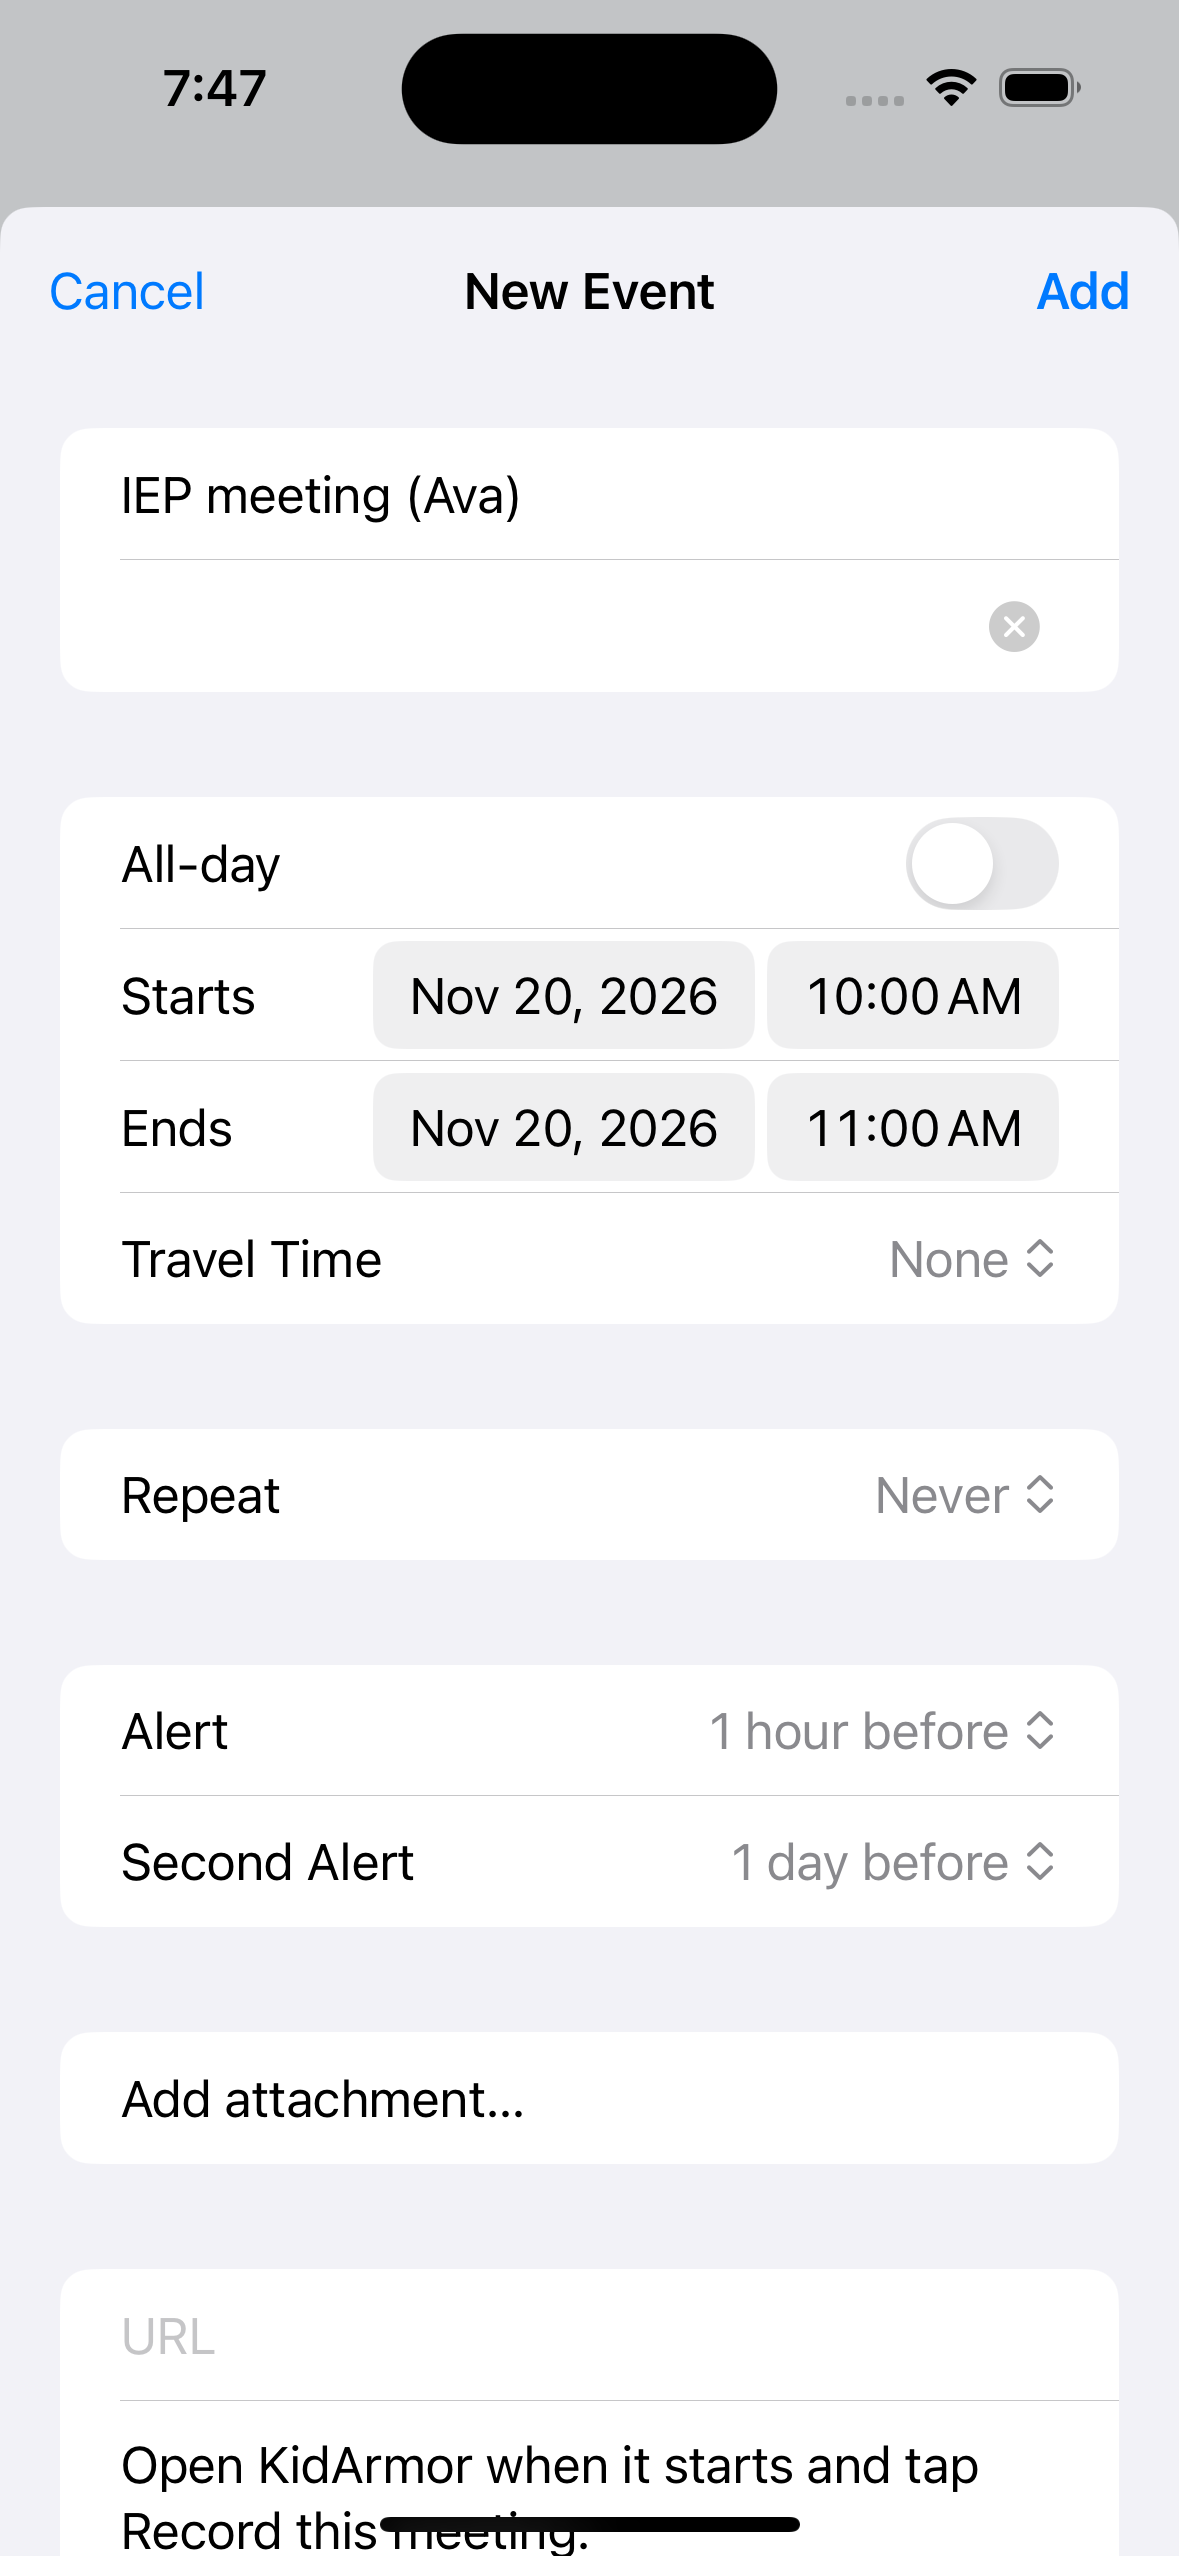 7:47
Cancel
New Event
Add
IEP meeting (Ava)
All-day
Starts
Nov 20, 2026
10:00 AM
Ends
Nov 20, 2026
11:00 AM
Travel Time
None
Repeat
Never
Alert
1 hour before
Second Alert
1 day before
Add attachment...
URL
Open KidArmor when it starts and tap
Record this meeting.